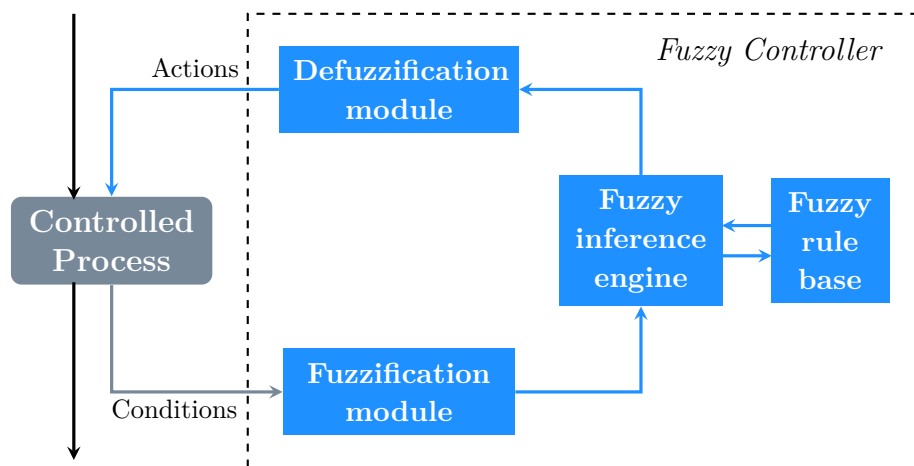 Fuzzy Controller
Actions
Defuzzification
module
Controlled
Process
Fuzzy
inference
engine
Fuzzy
rule
base
Fuzzification
module
Conditions